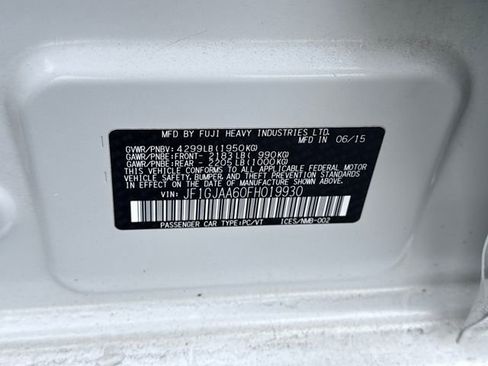 MFD BY FUJI HEAVY INDUSTRIES LTD.
GVWR/PNBV: 4299LB(1950KG) M IN 06/15
GAWR/PNBE:FRONT- 2183LB( 990KG)
GAWR/PNBE:REAR - 2205LB(1000KG)
THIS VEHICLE CONFORMS TO ALL APPLICABLE FEDERAL MOTOR
VEHICLE SAFETY, BUMPER, AND THEFT PREVENTION STANDARDS
IN EFFECT ON THE DATE OF MANUFACTURE SHOWN ABOVE.
VIN: JF1GJAA60FH019930
PASSENGER CAR TYPE:PC/VT ICES/NMB-002